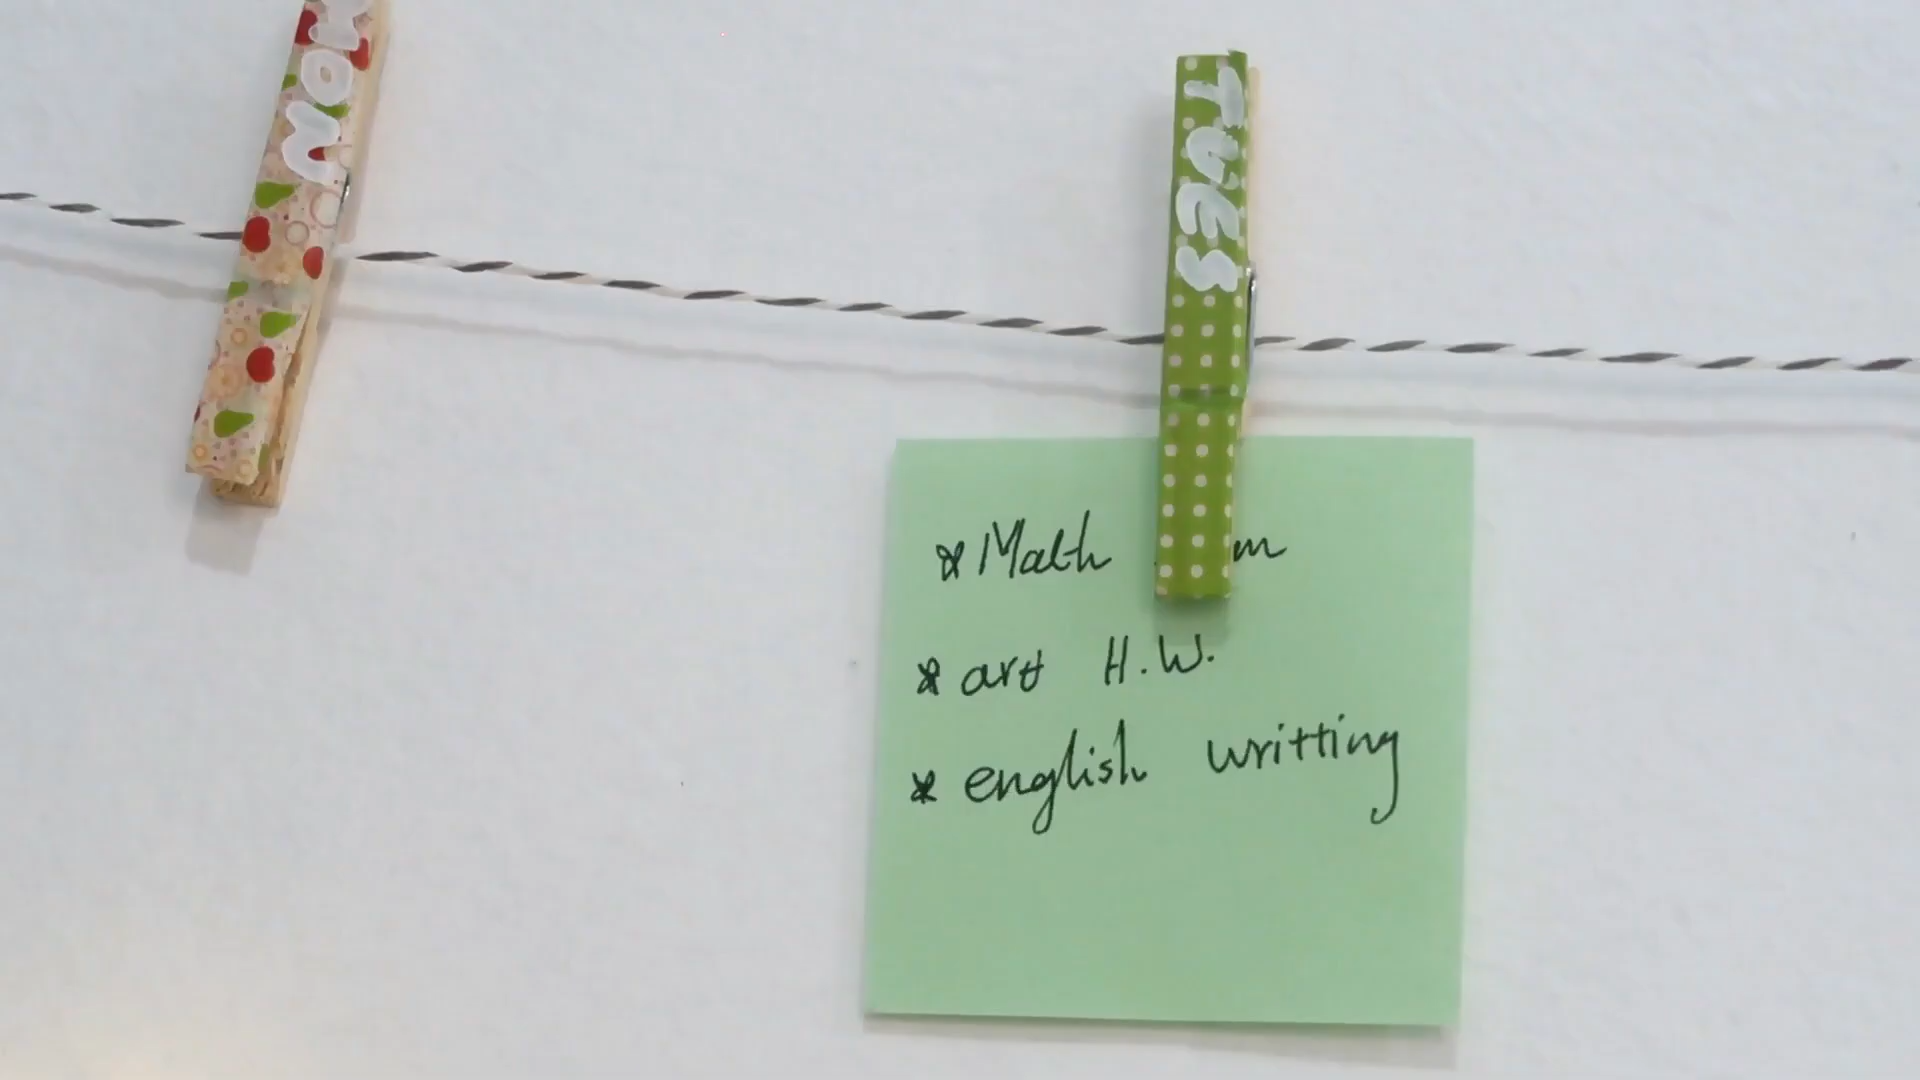 MON
TUES
* Math
* art H.W.
* english writting